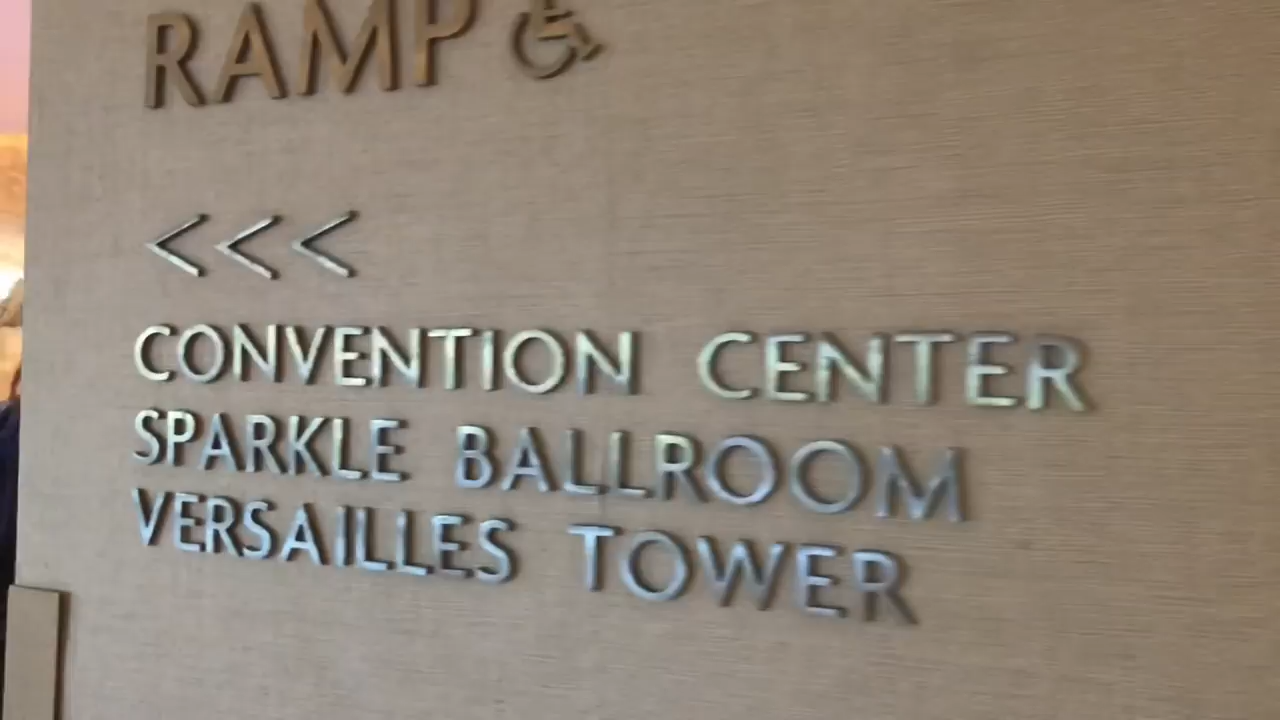 RAMP
<<<
CONVENTION CENTER
SPARKLE BALLROOM
VERSAILLES TOWER